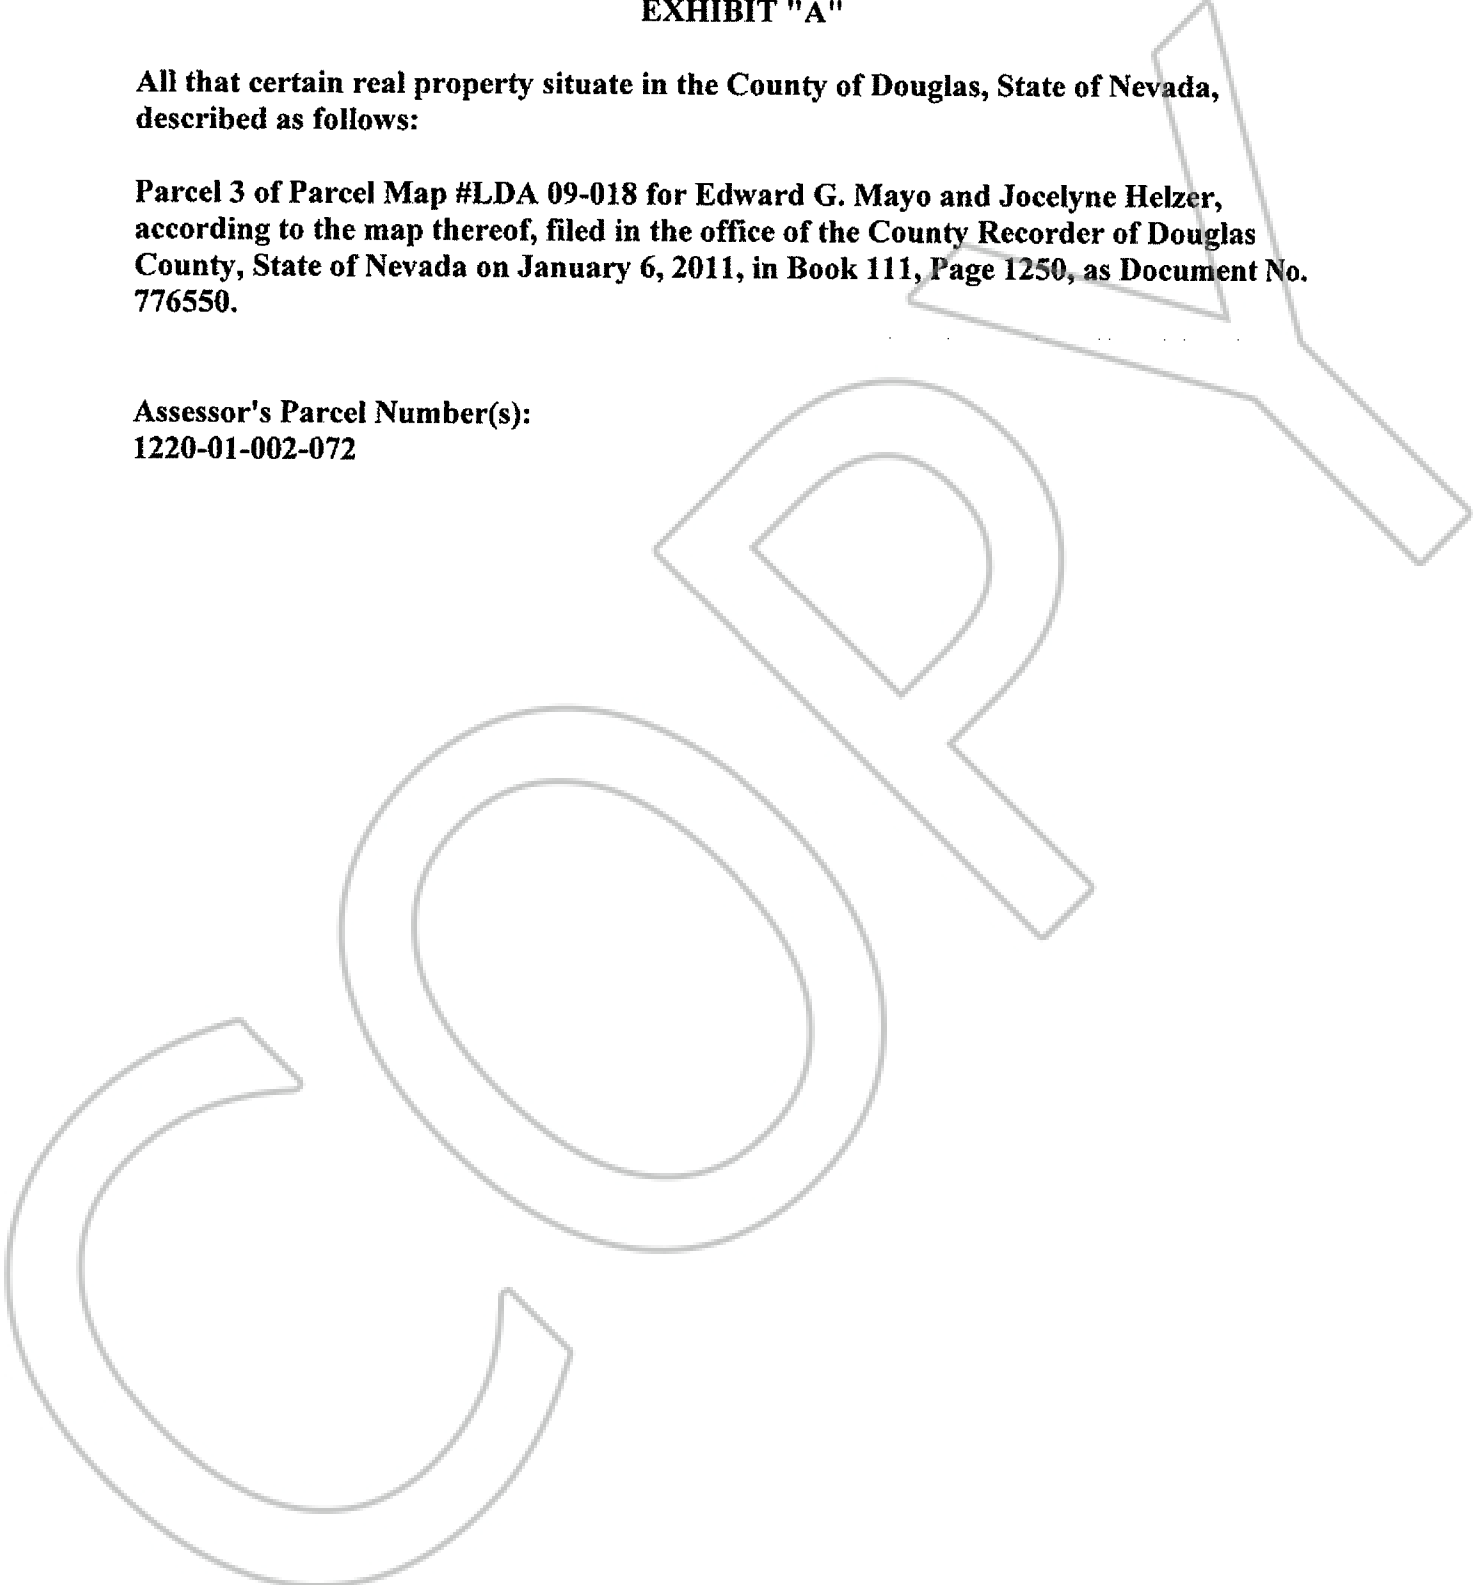 EXHIBIT "A"
All that certain real property situate in the County of Douglas, State of Nevada,
described as follows:
Parcel 3 of Parcel Map #LDA 09-018 for Edward G. Mayo and Jocelyne Helzer,
according to the map thereof, filed in the office of the County Recorder of Douglas
County, State of Nevada on January 6, 2011, in Book 111, Page 1250, as Document No.
776550.
Assessor's Parcel Number(s):
1220-01-002-072
COPY